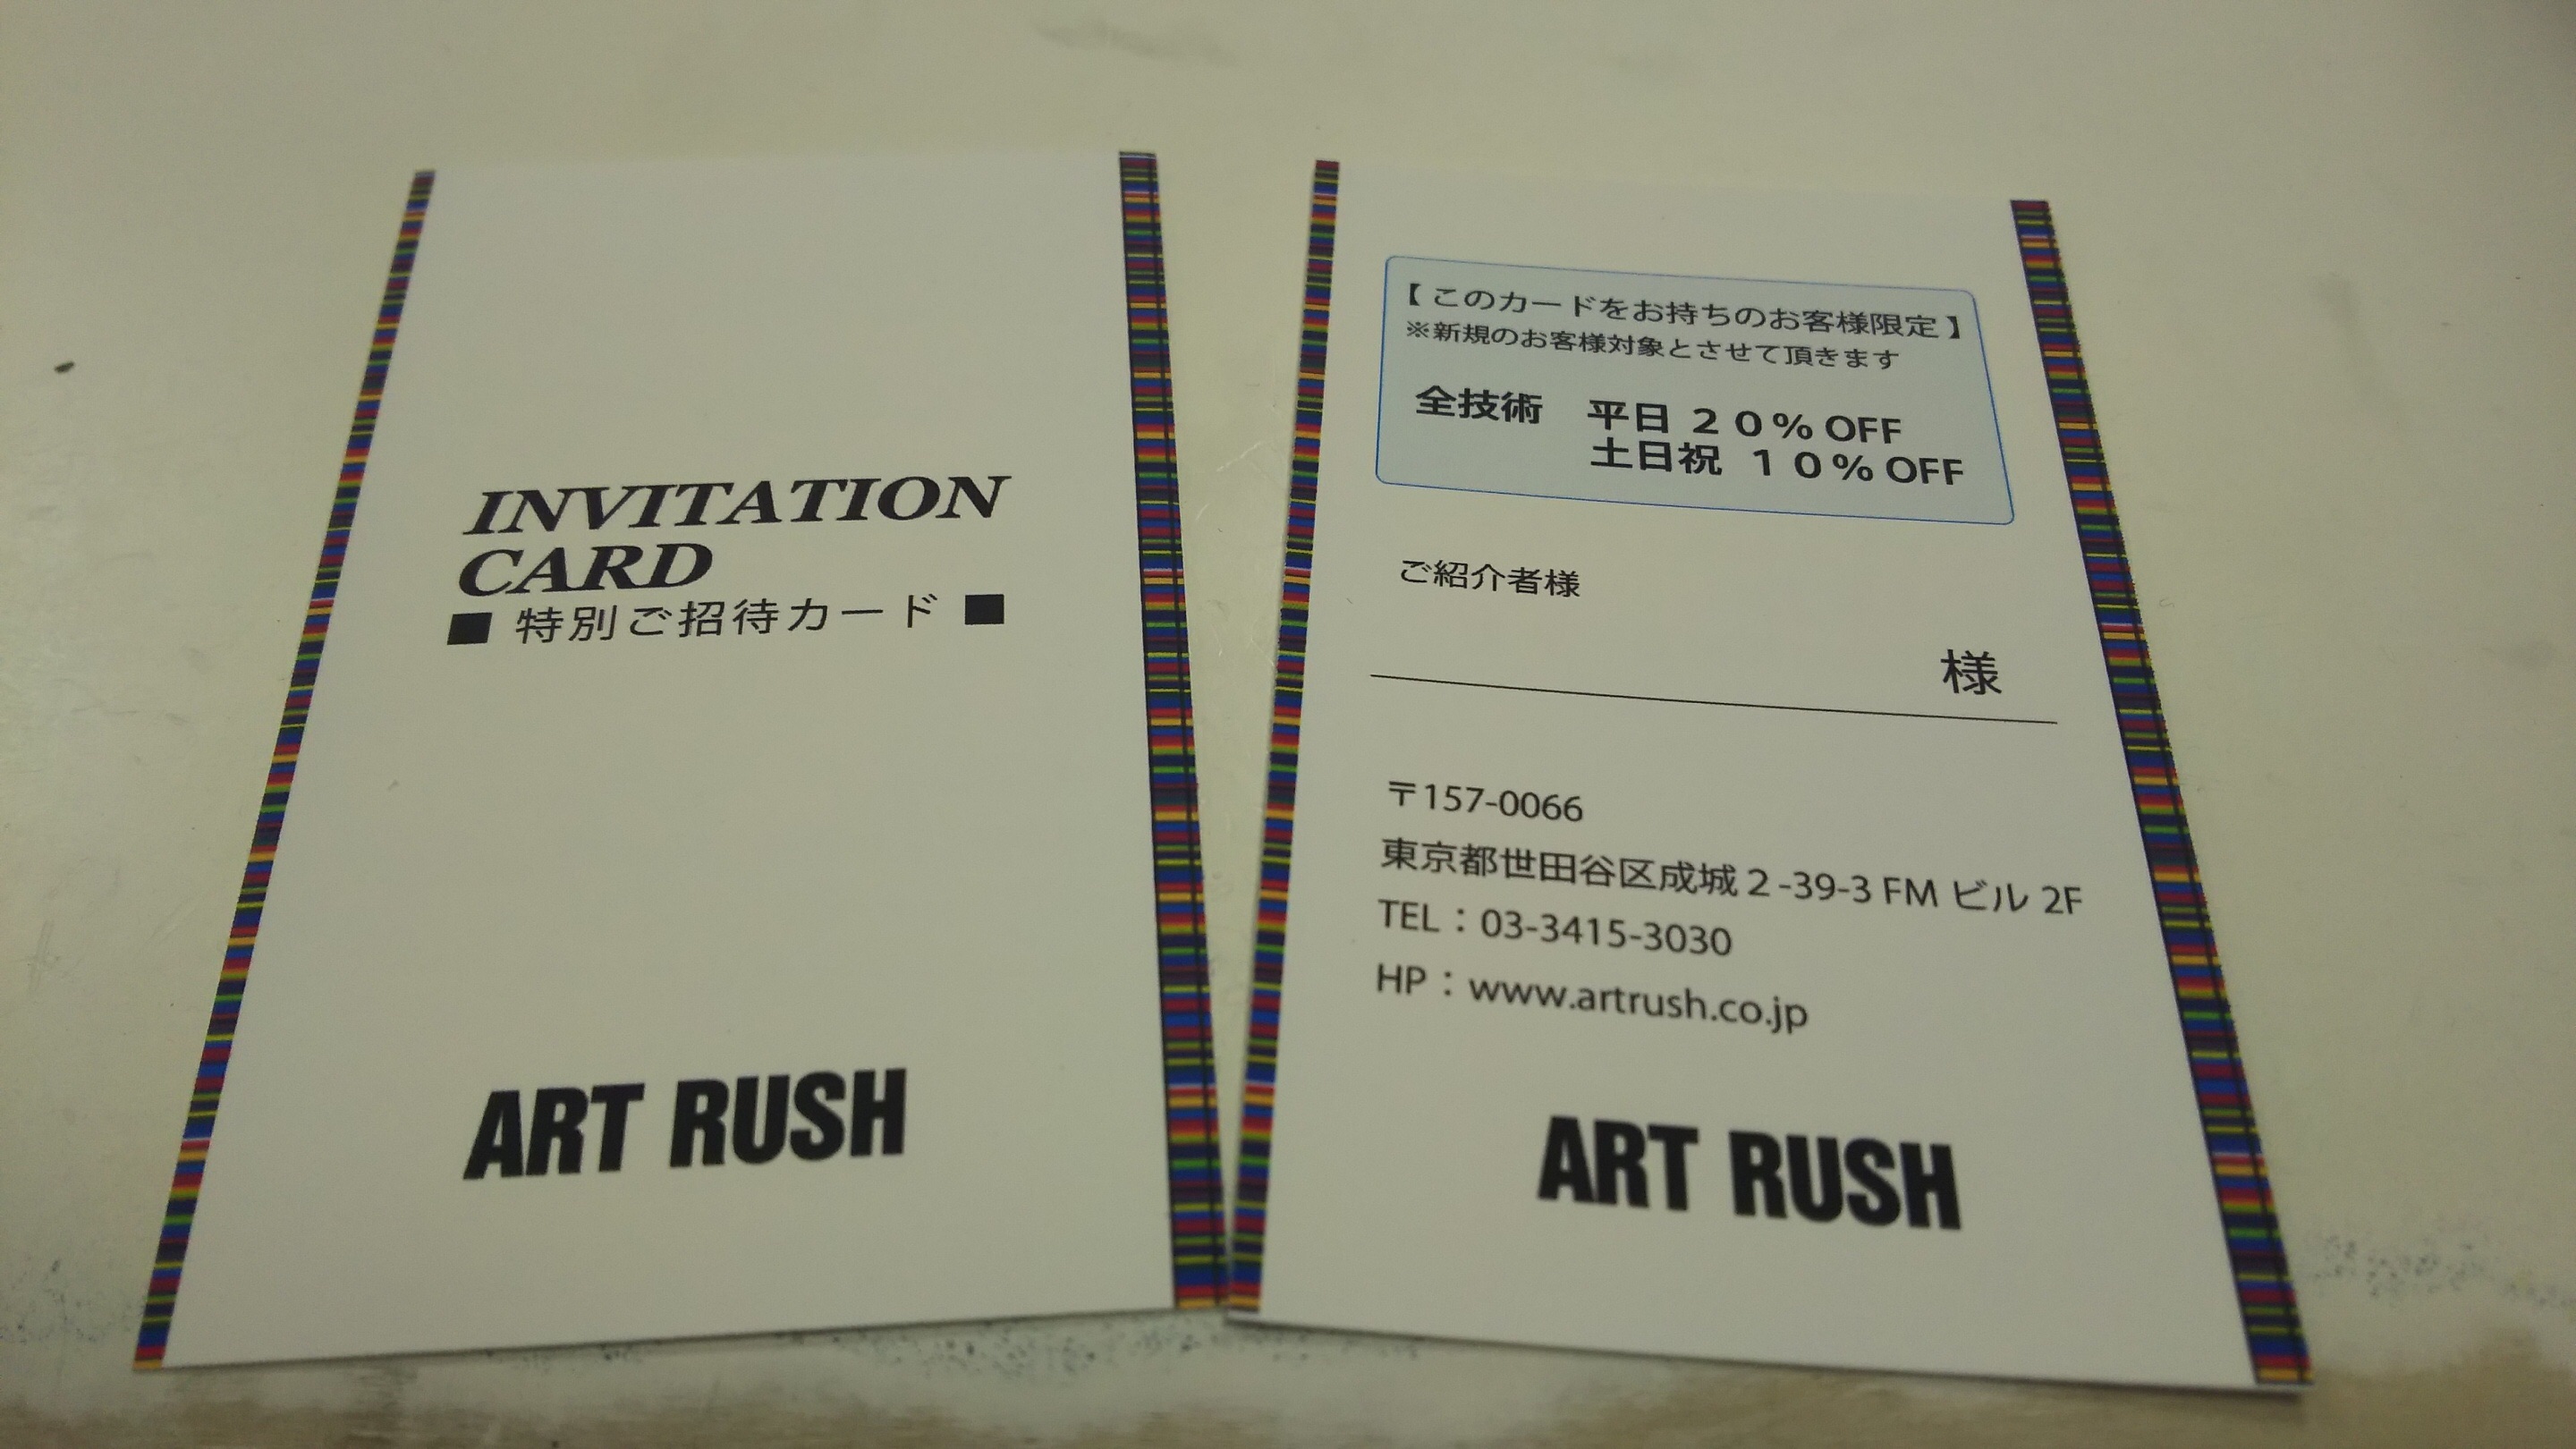 INVITATION
CARD
■ 特別ご招待カード ■
ART RUSH
【 このカードをお持ちのお客様限定 】
※新規のお客様対象とさせて頂きます
全技術 平日 ２０% OFF
土日祝 １０% OFF
ご紹介者様
様
〒157-0066
東京都世田谷区成城２-39-3 FM ビル 2F
TEL：03-3415-3030
HP：www.artrush.co.jp
ART RUSH